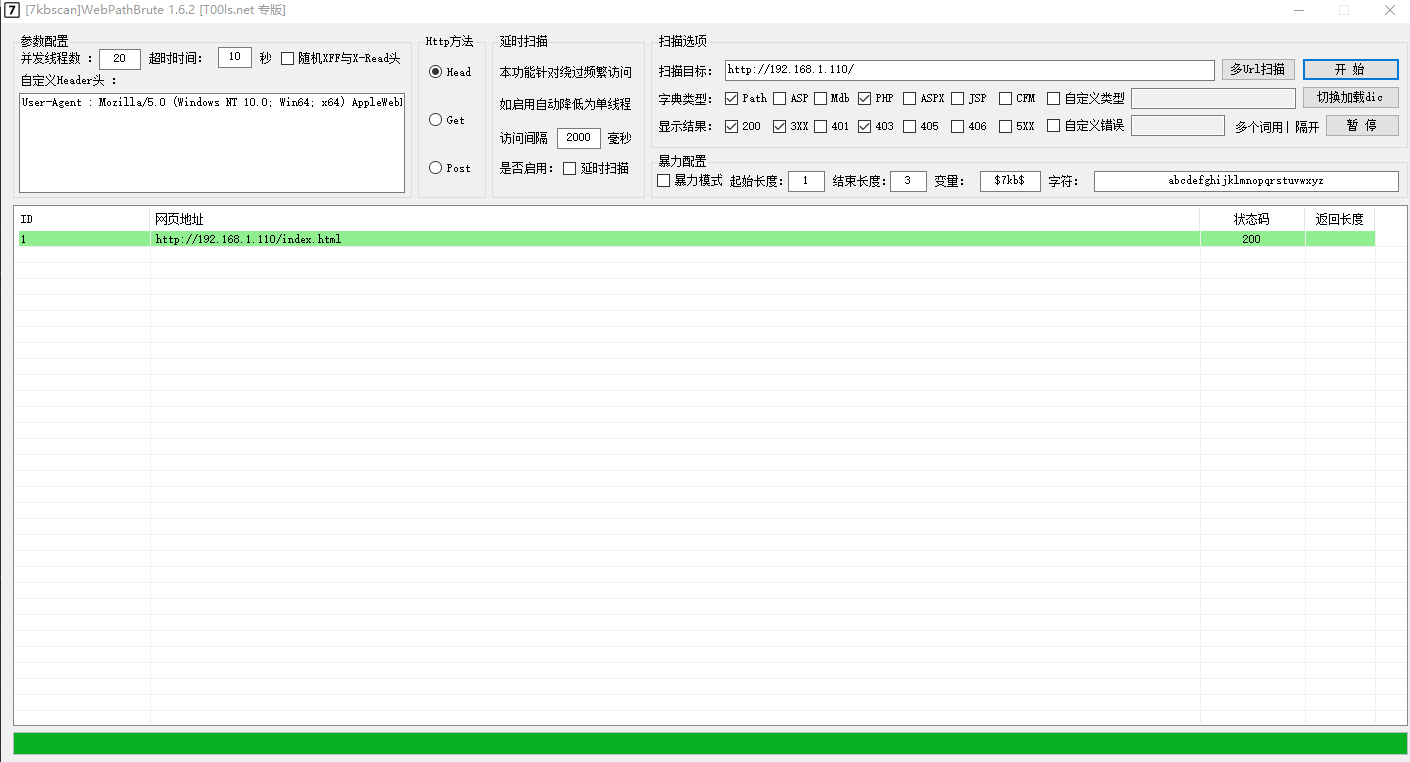 7 [7kbscan]WebPathBrute 1.6.2 [T00ls.net 专版]
参数配置
并发线程数 : 20 超时时间: 10 秒 随机XFF与X-Read头
自定义Header头 :
User-Agent : Mozilla/5.0 (Windows NT 10.0; Win64; x64) AppleWebK
Http方法
Head
Get
Post
延时扫描
本功能针对绕过频繁访问
如启用自动降低为单线程
访问间隔 2000 毫秒
是否启用: 延时扫描
扫描选项
扫描目标: http://192.168.1.110/ 多Url扫描 开 始
字典类型: Path ASP Mdb PHP ASPX JSP CFM 自定义类型 切换加载dic
显示结果: 200 3XX 401 403 405 406 5XX 自定义错误 多个词用| 隔开 暂 停
暴力配置
暴力模式 起始长度: 1 结束长度: 3 变量: $7kb$ 字符: abcdefghijklmnopqrstuvwxyz
ID 网页地址 状态码 返回长度
1 http://192.168.1.110/index.html 200